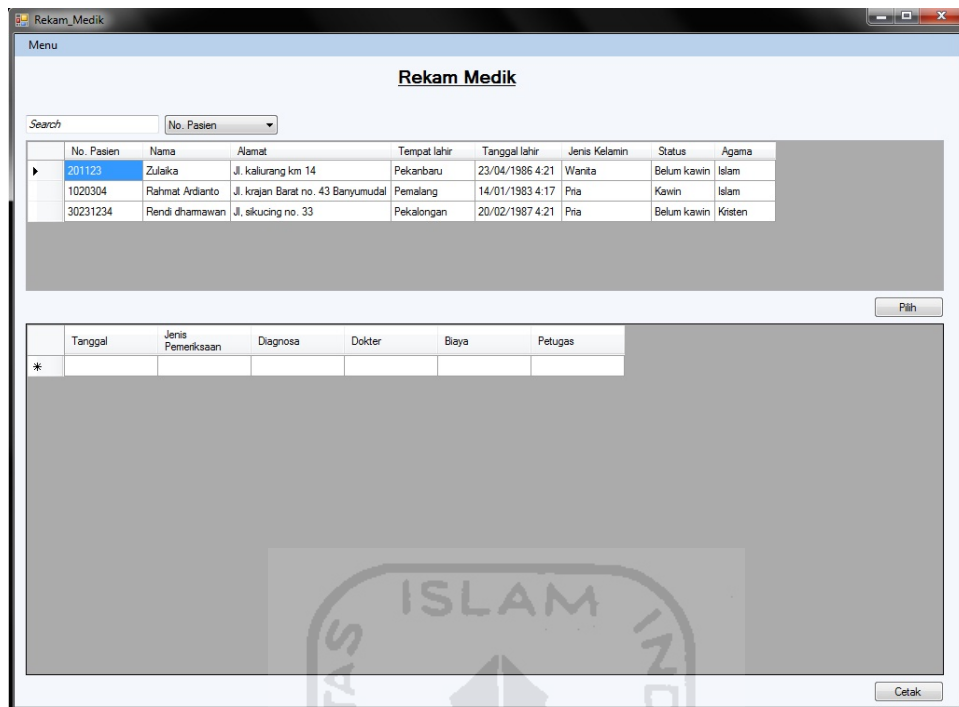 Rekam_Medik
Menu
Rekam Medik
Search No. Pasien
No. Pasien Nama Alamat Tempat lahir Tanggal lahir Jenis Kelamin Status Agama
201123 Zulaika Jl. kaliurang km 14 Pekanbaru 23/04/1986 4:21 Wanita Belum kawin Islam
1020304 Rahmat Ardianto Jl. krajan Barat no. 43 Banyumudal Pemalang 14/01/1983 4:17 Pria Kawin Islam
30231234 Rendi dharmawan Jl, sikucing no. 33 Pekalongan 20/02/1987 4:21 Pria Belum kawin Kristen
Pilih
Tanggal Jenis Pemeriksaan Diagnosa Dokter Biaya Petugas
ISLAM
Cetak